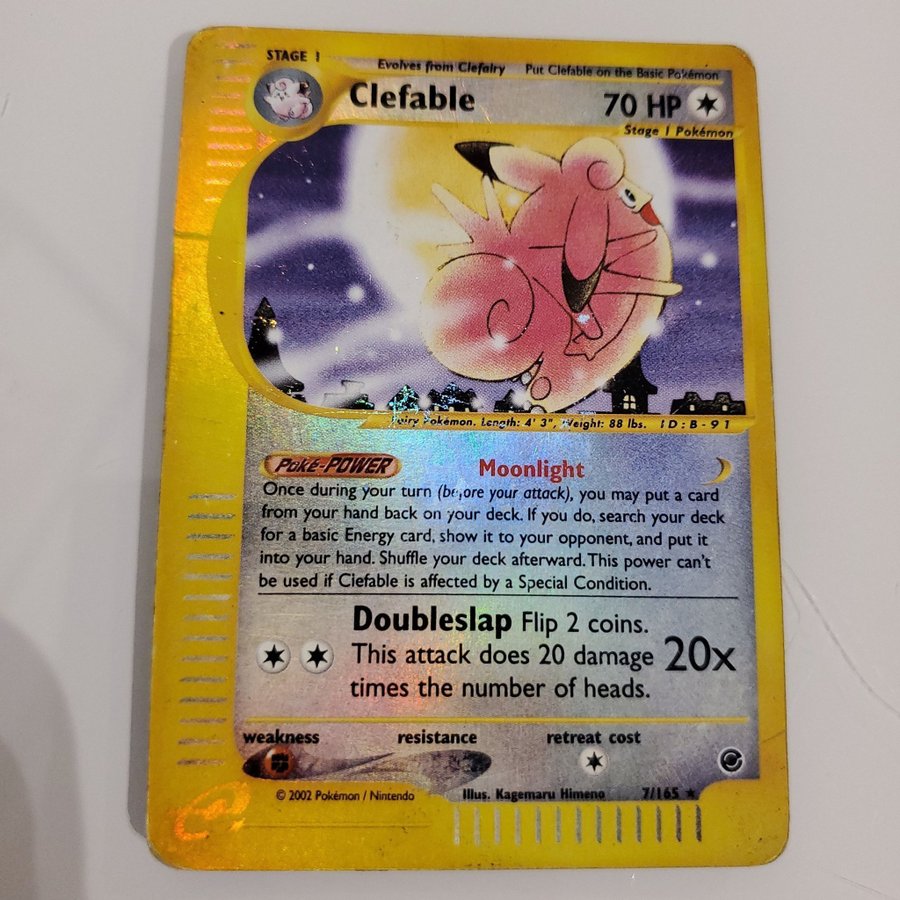 STAGE 1
Evolves from Clefairy Put Clefable on the Basic Pokémon
Clefable 70 HP
Stage 1 Pokémon
Fairy Pokémon. Length: 4' 3", Weight: 88 lbs. ID:B-91
Poké-POWER Moonlight
Once during your turn (before your attack), you may put a card
from your hand back on your deck. If you do, search your deck
for a basic Energy card, show it to your opponent, and put it
into your hand. Shuffle your deck afterward. This power can't
be used if Clefable is affected by a Special Condition.
Doubleslap Flip 2 coins.
This attack does 20 damage 20x
times the number of heads.
weakness resistance retreat cost
© 2002 Pokémon / Nintendo Illus. Kagemaru Himeno 7/165 ★